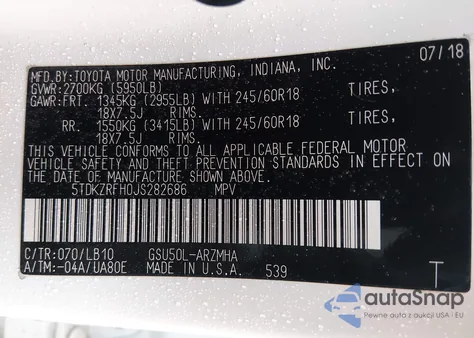 07/18
MFD.BY:TOYOTA MOTOR MANUFACTURING, INDIANA, INC.
GVWR:2700KG (5950LB)
GAWR:FRT. 1345KG (2955LB) WITH 245/60R18 TIRES,
18X7.5J RIMS.
RR. 1550KG (3415LB) WITH 245/60R18 TIRES,
18X7.5J RIMS.
THIS VEHICLE CONFORMS TO ALL APPLICABLE FEDERAL MOTOR
VEHICLE SAFETY AND THEFT PREVENTION STANDARDS IN EFFECT ON
THE DATE OF MANUFACTURE SHOWN ABOVE.
5TDKZRFH0JS282686 MPV
C/TR:070/LB10 GSU50L-ARZMHA
A/TM:-04A/UA80E MADE IN U.S.A. 539 T
autoSnap
Pewne auto z aukcji USA i EU